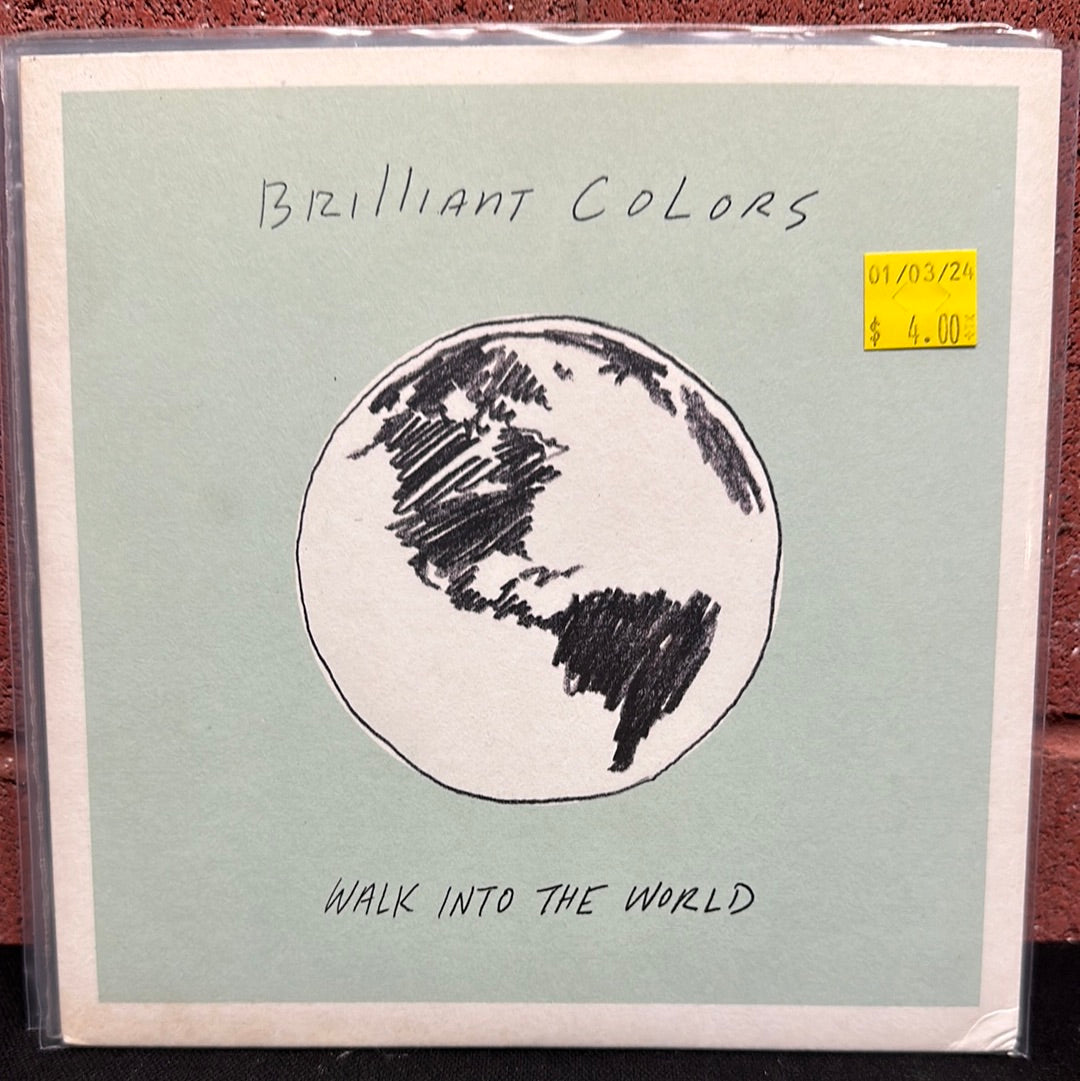 BRIllIANT COLORS
01/03/24
$ 4.00
WALK INTO THE WORLD